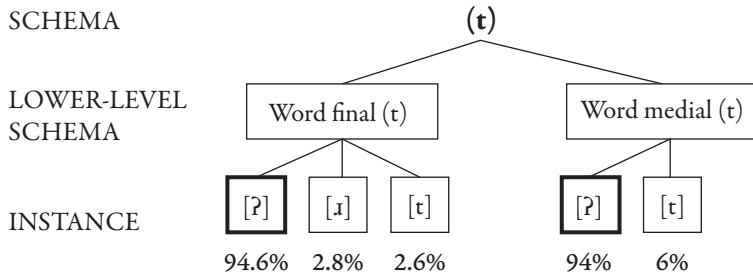 SCHEMA (t)
LOWER-LEVEL
SCHEMA
Word final (t) Word medial (t)
INSTANCE
[ʔ] [ɹ] [t] [ʔ] [t]
94.6% 2.8% 2.6% 94% 6%